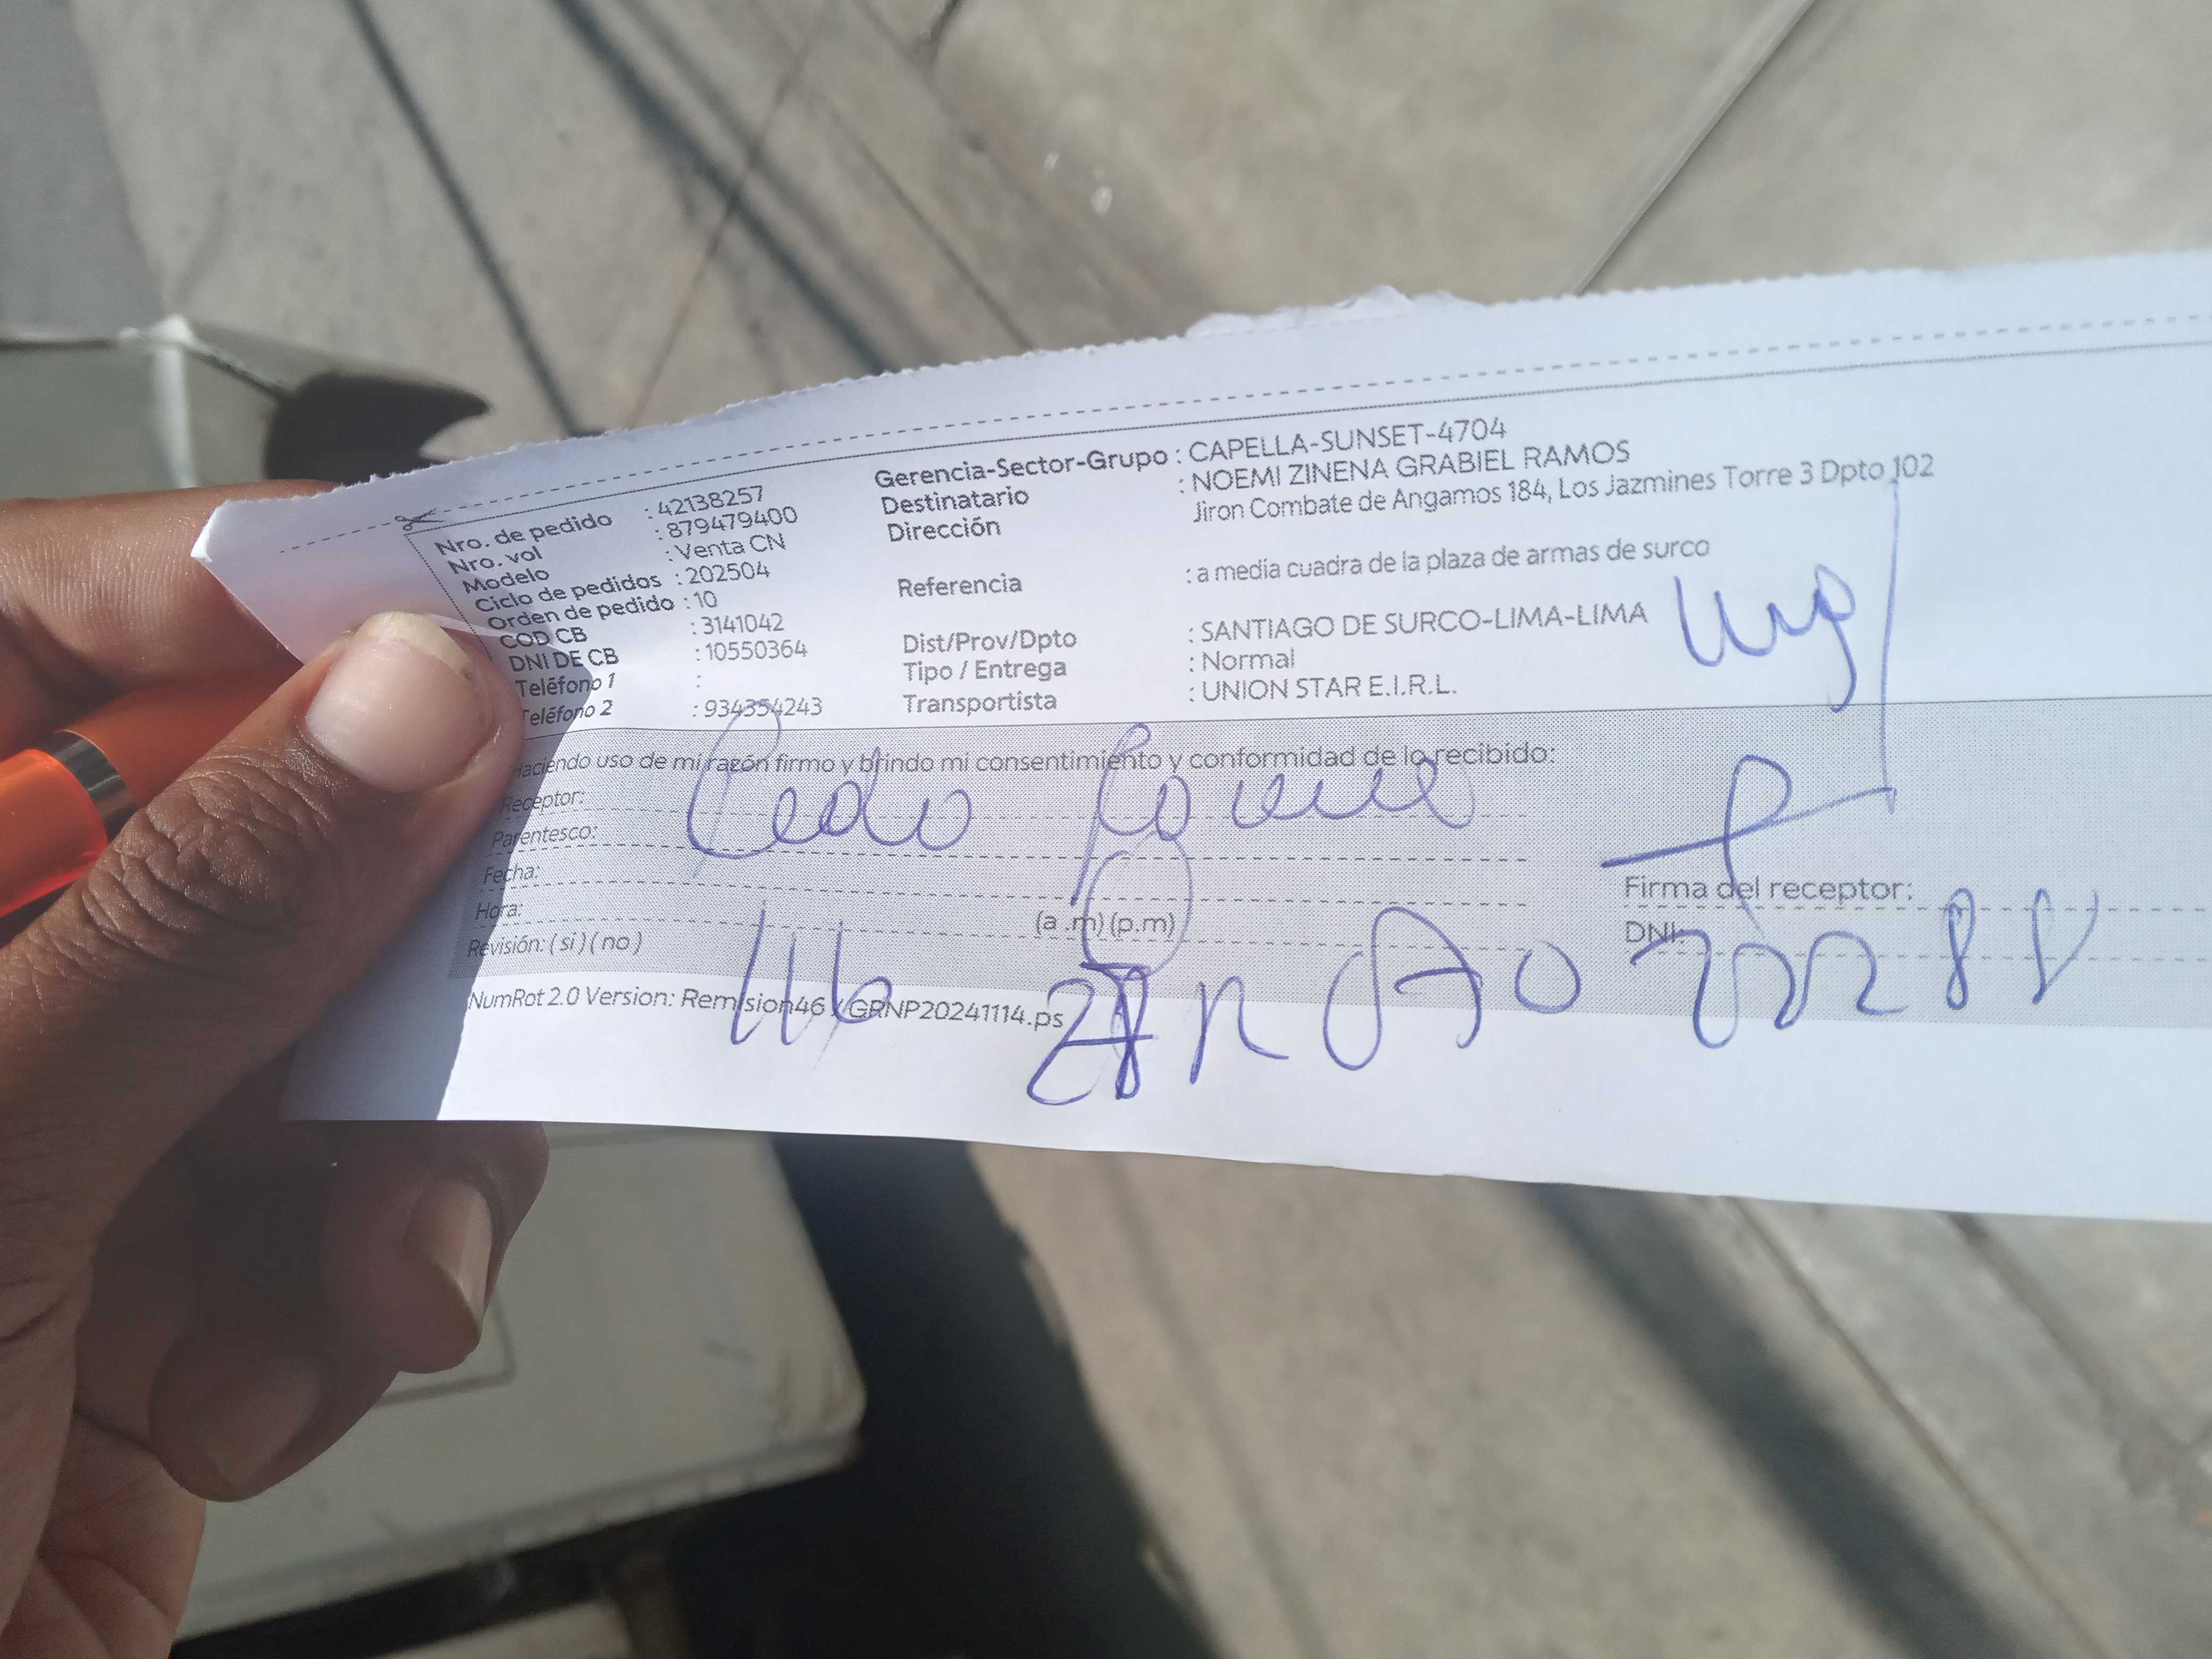 Nro. de pedido : 42138257
Nro. vol : 879479400
Modelo : Venta CN
Ciclo de pedidos : 202504
Orden de pedido : 10
COD CB : 3141042
DNI DE CB : 10550364
Teléfono 1 :
Teléfono 2 : 934354243
Gerencia-Sector-Grupo : CAPELLA-SUNSET-4704
Destinatario : NOEMI ZINENA GRABIEL RAMOS
Dirección Jiron Combate de Angamos 184, Los Jazmines Torre 3 Dpto 102
Referencia : a media cuadra de la plaza de armas de surco
Dist/Prov/Dpto : SANTIAGO DE SURCO-LIMA-LIMA
Tipo / Entrega : Normal
Transportista : UNION STAR E.I.R.L.
Haciendo uso de mi razón firmo y brindo mi consentimiento y conformidad de lo recibido:
Receptor:
Parentesco:
Fecha:
Hora: (a .m) (p.m)
Revisión: ( si ) ( no )
Firma del receptor:
DNI:
NumRot 2.0 Version: Remision46 / GRNP20241114.ps